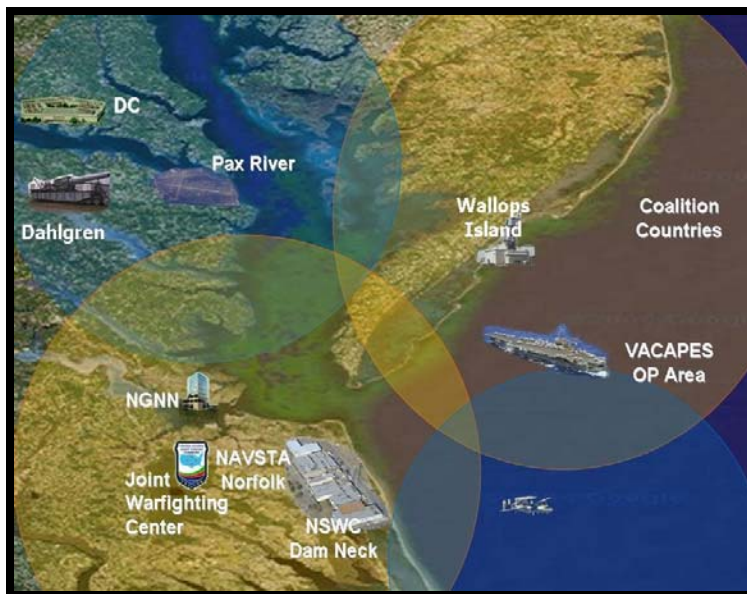 DC
Pax River
Dahlgren
Wallops
Island
Coalition
Countries
VACAPES
OP Area
NGNN
NAVSTA
Norfolk
Joint
Warfighting
Center
NSWC
Dam Neck